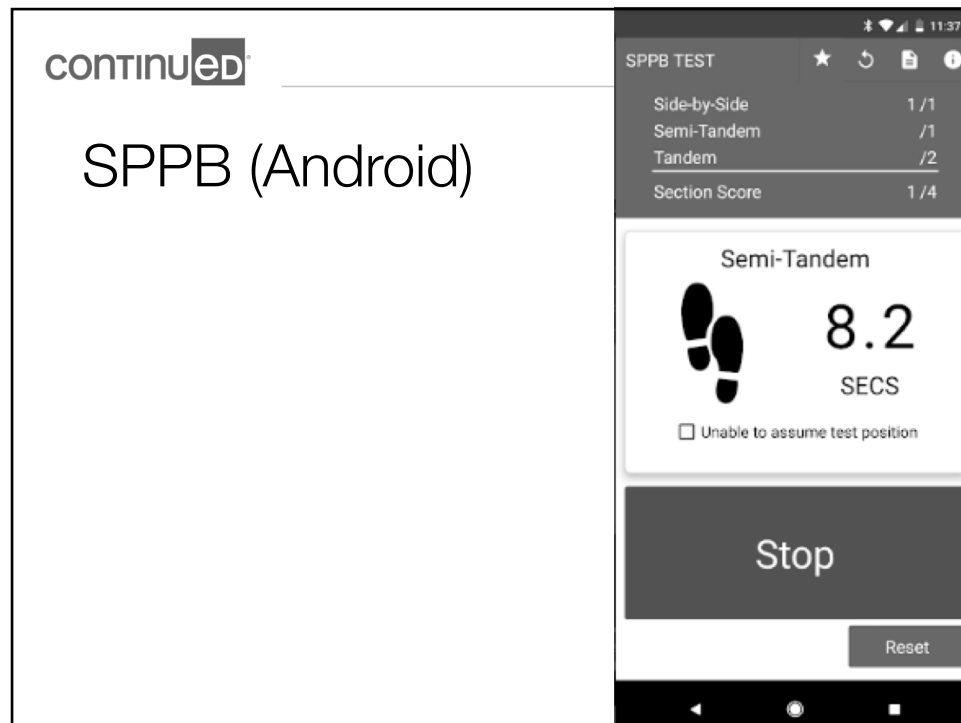 continued
SPPB (Android)
11:37
SPPB TEST
Side-by-Side 1/1
Semi-Tandem /1
Tandem /2
Section Score 1/4
Semi-Tandem
8.2
SECS
Unable to assume test position
Stop
Reset